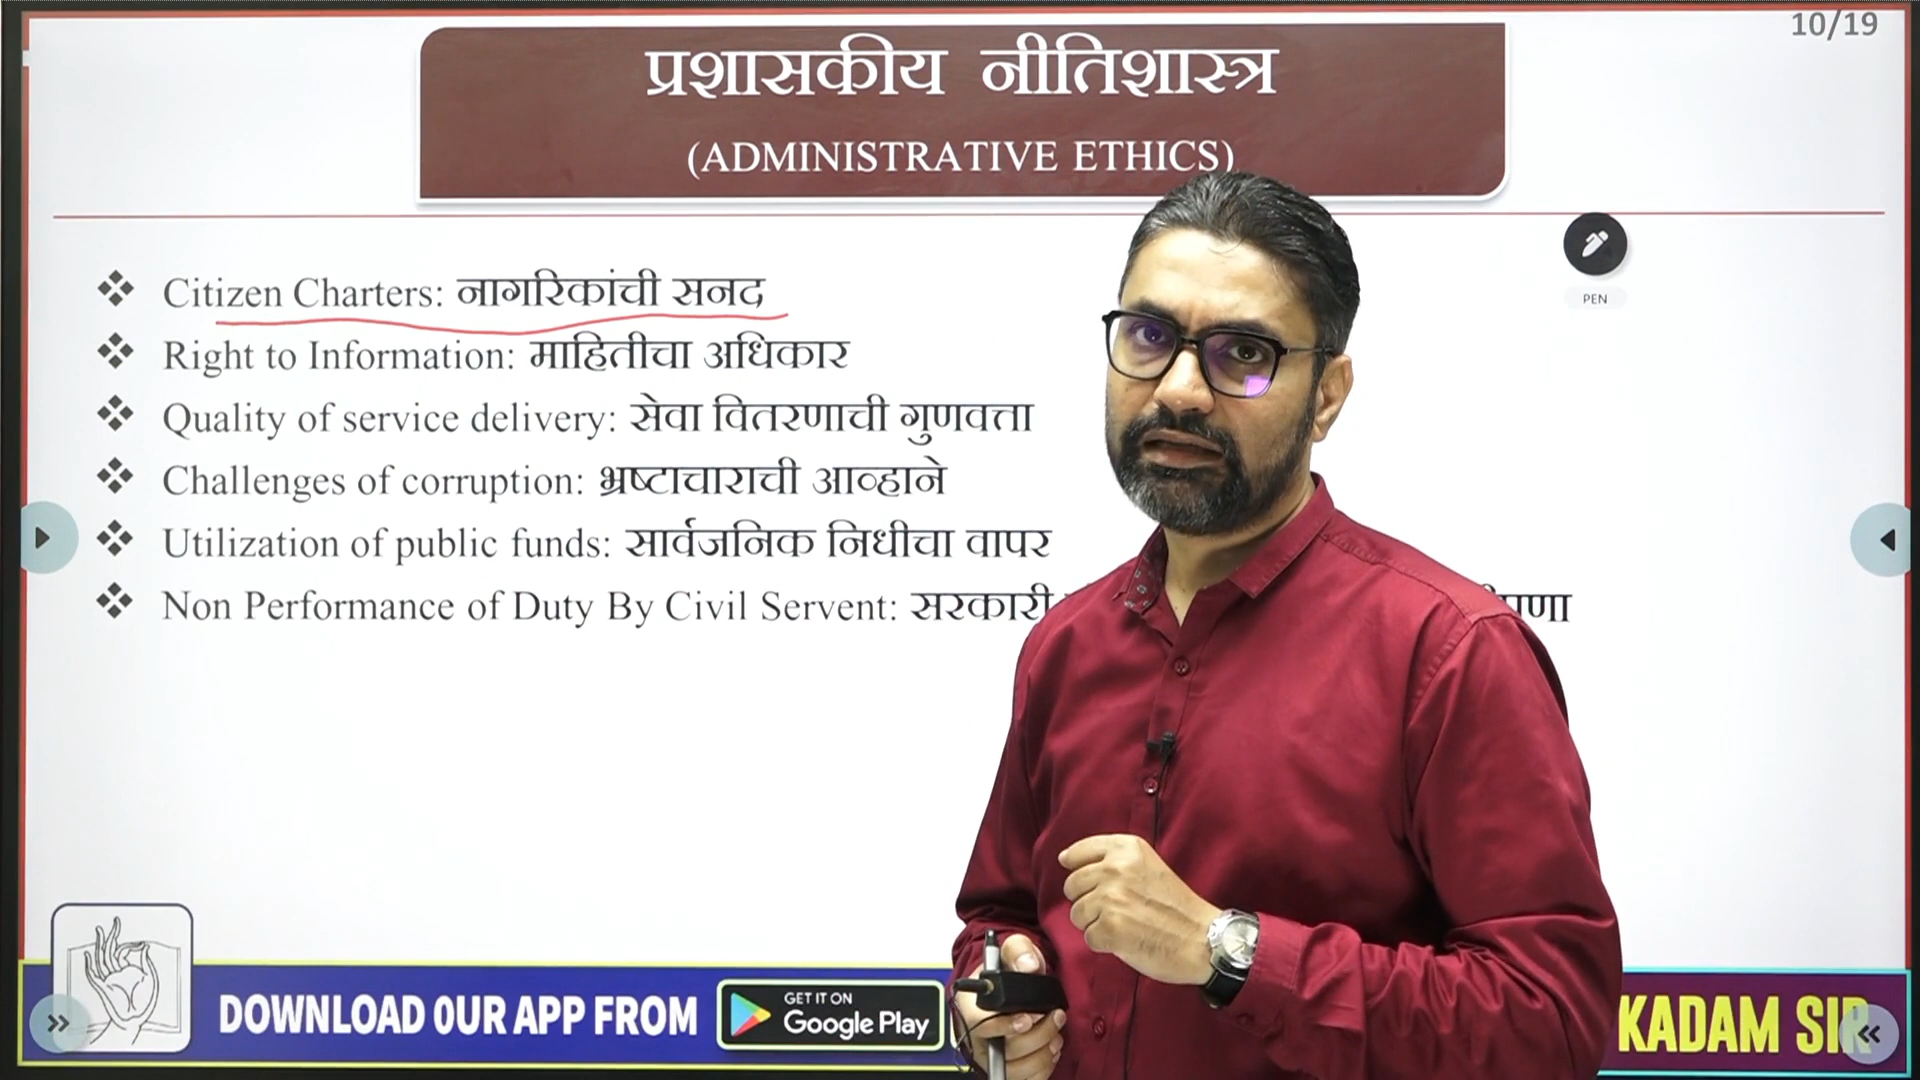 10/19
प्रशासकीय नीतिशास्त्र
(ADMINISTRATIVE ETHICS)
PEN
Citizen Charters: नागरिकांची सनद
Right to Information: माहितीचा अधिकार
Quality of service delivery: सेवा वितरणाची गुणवत्ता
Challenges of corruption: भ्रष्टाचाराची आव्हाने
Utilization of public funds: सार्वजनिक निधीचा वापर
Non Performance of Duty By Civil Servent: सरकारी
DOWNLOAD OUR APP FROM
GET IT ON
Google Play
KADAM SIR